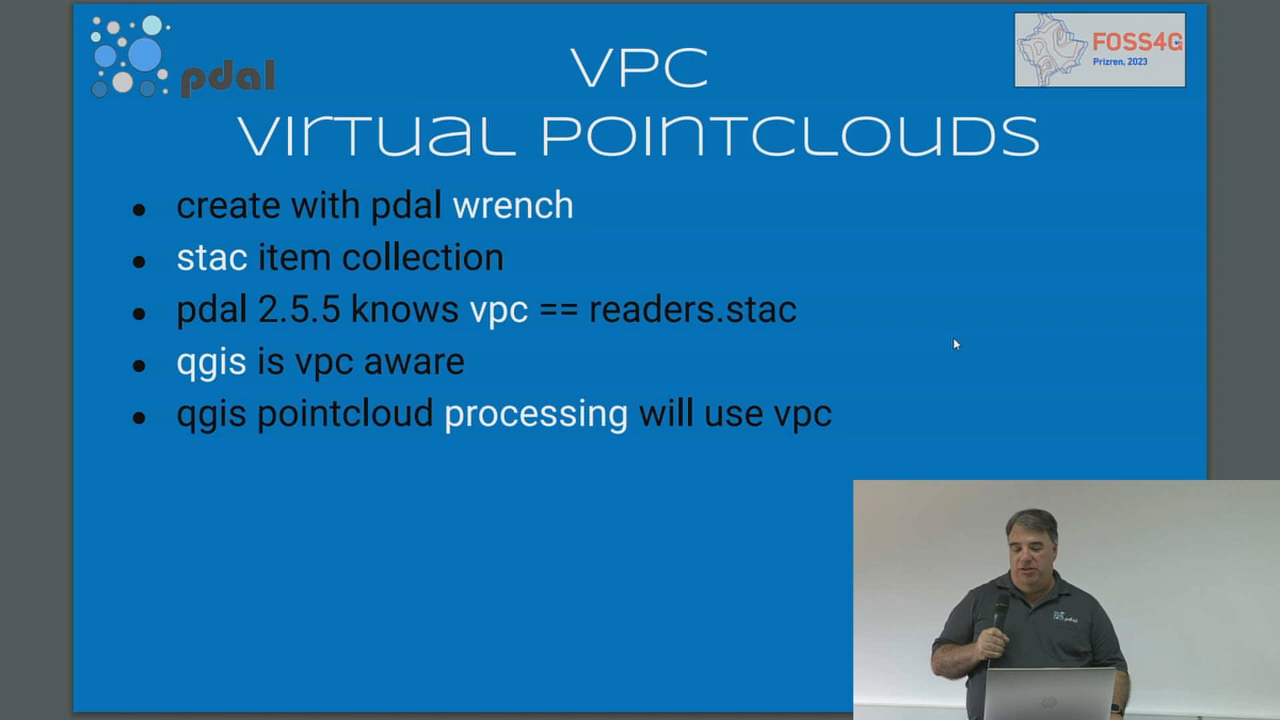 pdal
VPC
VIRTUAL POINTCLOUDS
FOSS4G
Prizren, 2023
create with pdal wrench
stac item collection
pdal 2.5.5 knows vpc == readers.stac
qgis is vpc aware
qgis pointcloud processing will use vpc
pdal